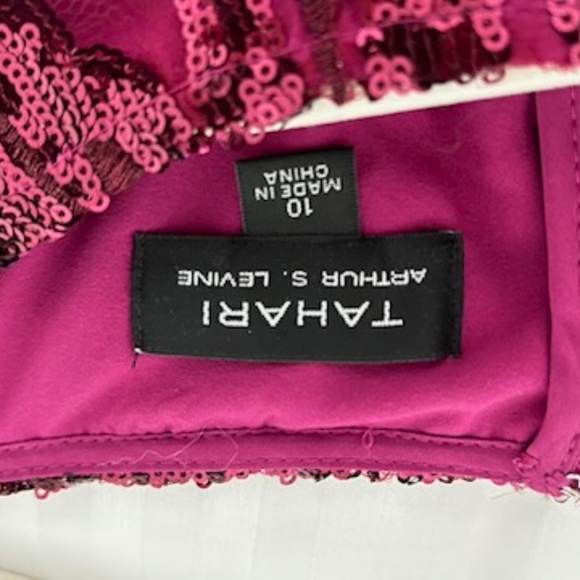 TAHARI
ARTHUR S. LEVINE
10
MADE IN
CHINA